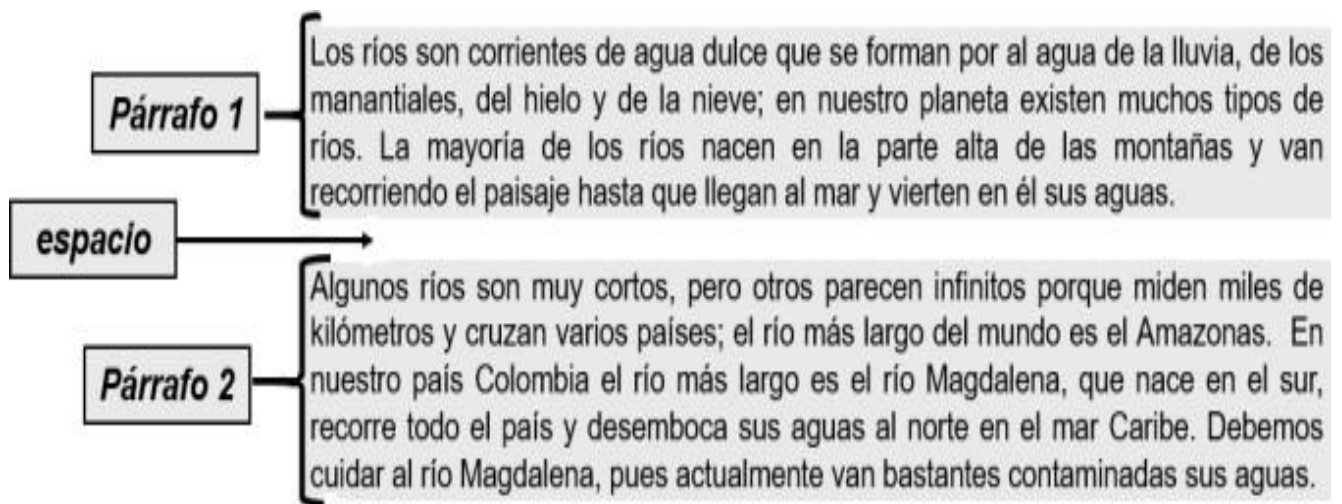 Párrafo 1
Los ríos son corrientes de agua dulce que se forman por al agua de la lluvia, de los
manantiales, del hielo y de la nieve; en nuestro planeta existen muchos tipos de
ríos. La mayoría de los ríos nacen en la parte alta de las montañas y van
recorriendo el paisaje hasta que llegan al mar y vierten en él sus aguas.
espacio
Párrafo 2
Algunos ríos son muy cortos, pero otros parecen infinitos porque miden miles de
kilómetros y cruzan varios países; el río más largo del mundo es el Amazonas. En
nuestro país Colombia el río más largo es el río Magdalena, que nace en el sur,
recorre todo el país y desemboca sus aguas al norte en el mar Caribe. Debemos
cuidar al río Magdalena, pues actualmente van bastantes contaminadas sus aguas.